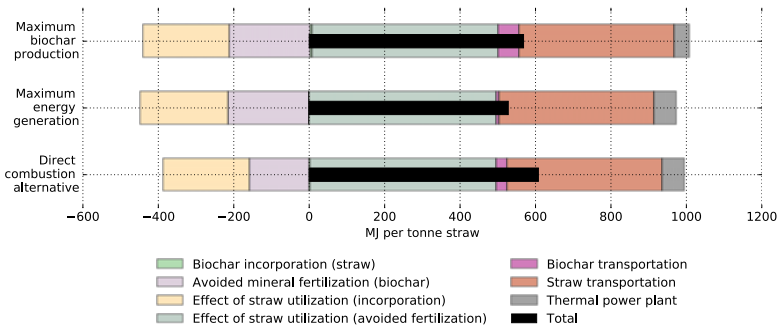 Maximum
biochar
production
Maximum
energy
generation
Direct
combustion
alternative
−600 −400 −200 0 200 400 600 800 1000 1200
MJ per tonne straw
Biochar incorporation (straw)
Avoided mineral fertilization (biochar)
Effect of straw utilization (incorporation)
Effect of straw utilization (avoided fertilization)
Biochar transportation
Straw transportation
Thermal power plant
Total